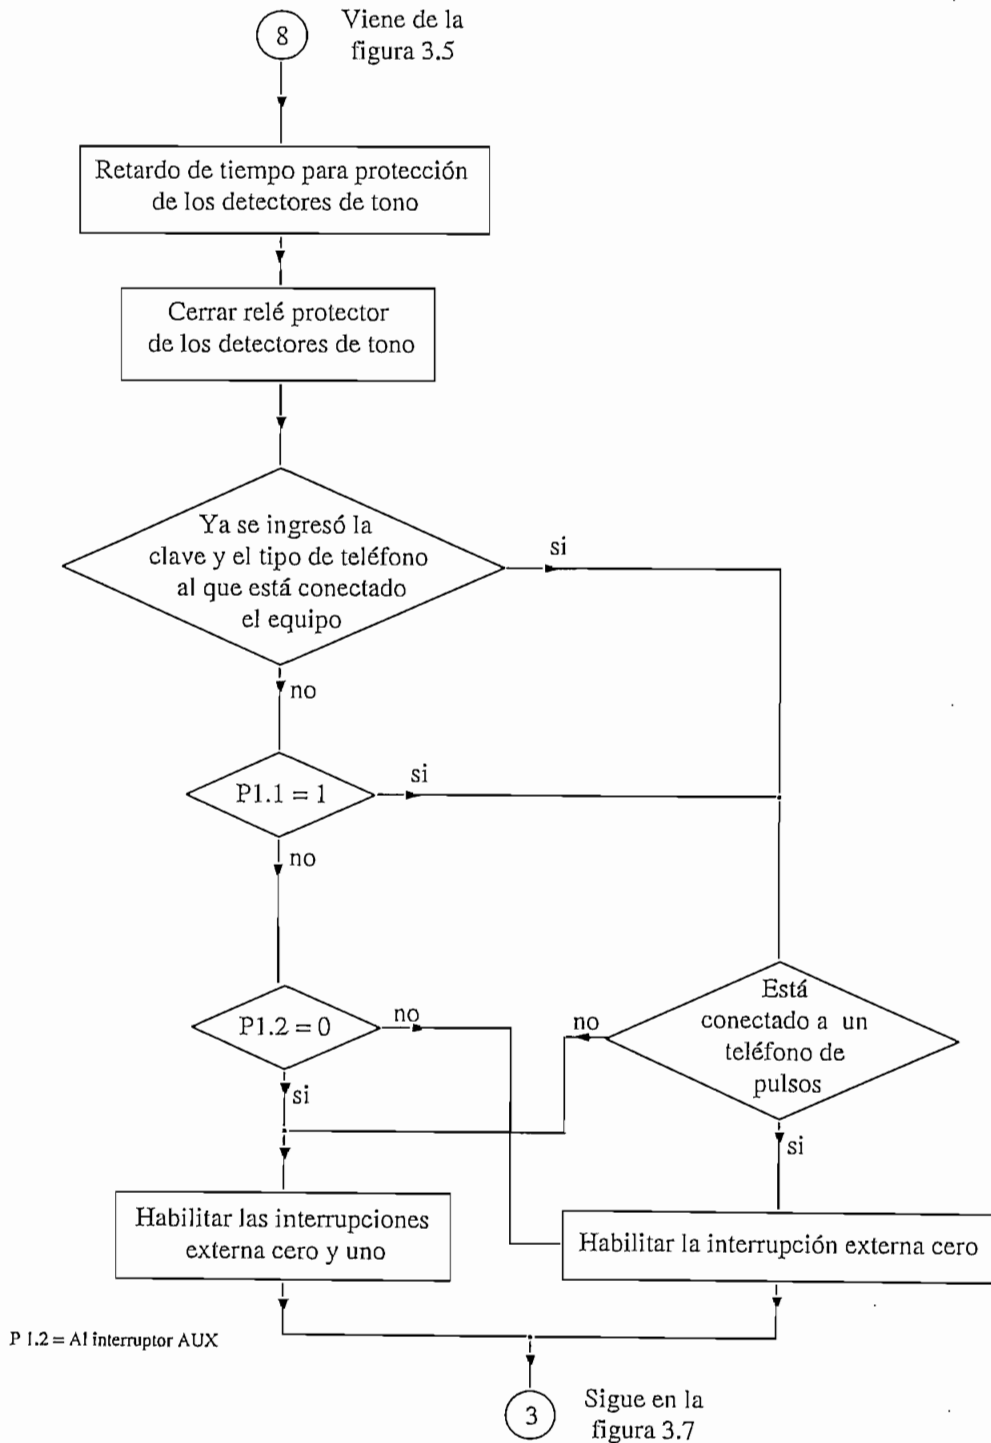 8
Viene de la
figura 3.5
Retardo de tiempo para protección
de los detectores de tono
Cerrar relé protector
de los detectores de tono
Ya se ingresó la
clave y el tipo de teléfono
al que está conectado
el equipo
si
no
P1.1 = 1
si
no
P1.2 = 0
no
si
Está
conectado a un
teléfono de
pulsos
no
si
Habilitar las interrupciones
externa cero y uno
Habilitar la interrupción externa cero
P 1.2 = Al interruptor AUX
3
Sigue en la
figura 3.7